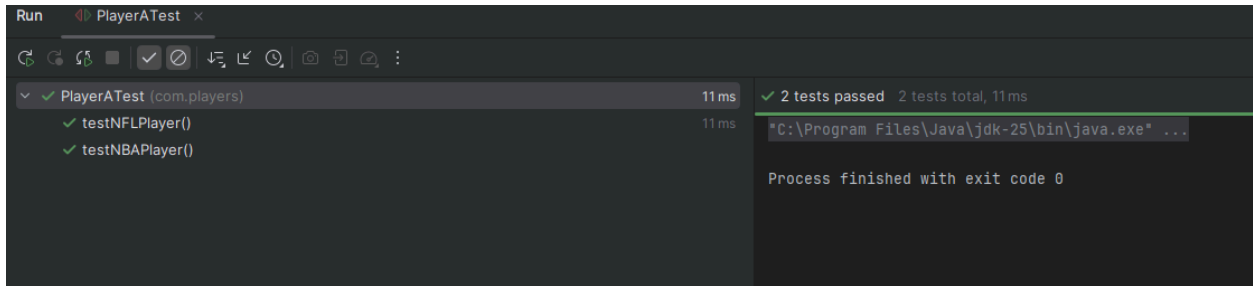 Run PlayerATest ×
PlayerATest (com.players) 11 ms
testNFLPlayer() 11 ms
testNBAPlayer()
2 tests passed 2 tests total, 11 ms
"C:\Program Files\Java\jdk-25\bin\java.exe" ...
Process finished with exit code 0